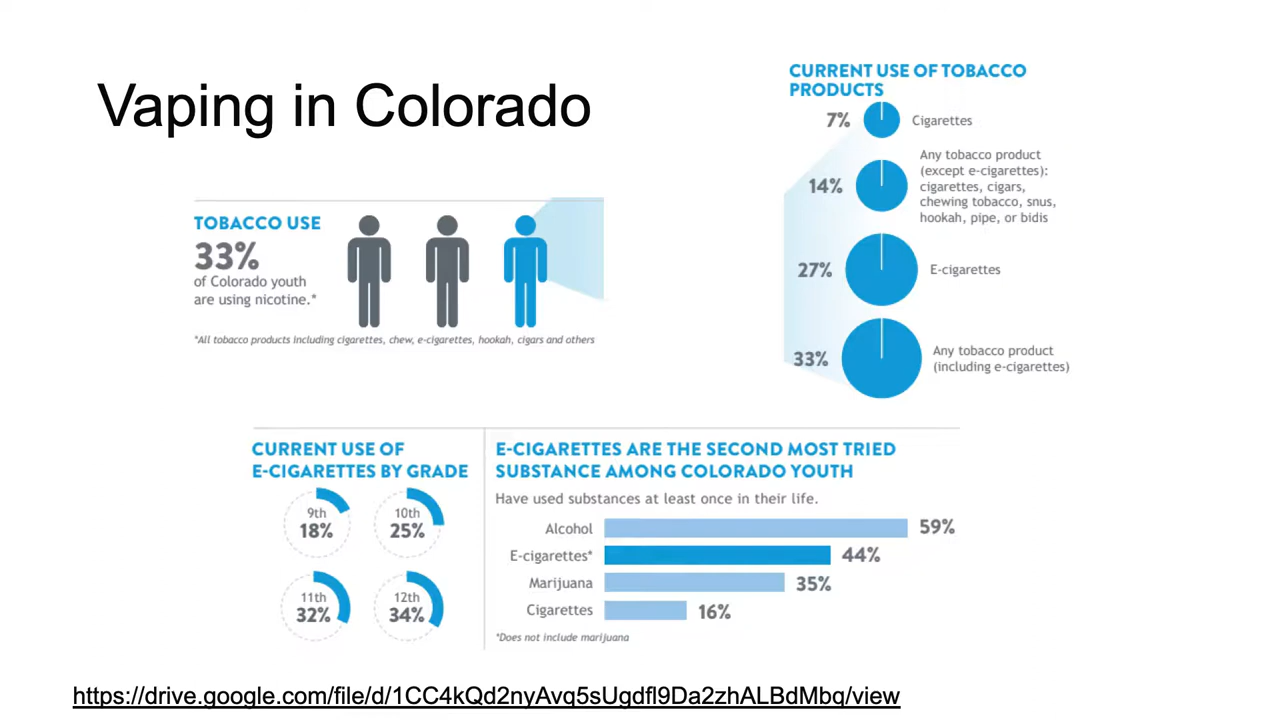 Vaping in Colorado
TOBACCO USE
33%
of Colorado youth
are using nicotine.*
*All tobacco products including cigarettes, chew, e-cigarettes, hookah, cigars and others
CURRENT USE OF TOBACCO
PRODUCTS
7% Cigarettes
14%
Any tobacco product
(except e-cigarettes):
cigarettes, cigars,
chewing tobacco, snus,
hookah, pipe, or bidis
27% E-cigarettes
33%
Any tobacco product
(including e-cigarettes)
CURRENT USE OF
E-CIGARETTES BY GRADE
9th
18%
10th
25%
11th
32%
12th
34%
E-CIGARETTES ARE THE SECOND MOST TRIED
SUBSTANCE AMONG COLORADO YOUTH
Have used substances at least once in their life.
Alcohol 59%
E-cigarettes* 44%
Marijuana 35%
Cigarettes 16%
*Does not include marijuana
https://drive.google.com/file/d/1CC4kQd2nyAvq5sUgdfl9Da2zhALBdMbq/view